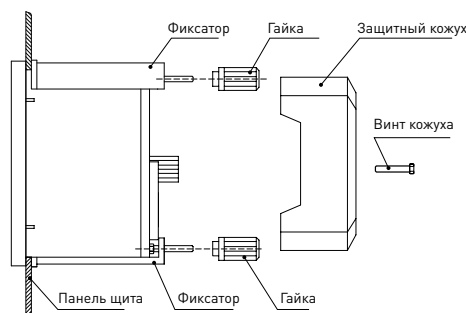 Фиксатор
Гайка
Защитный кожух
Винт кожуха
Панель щита
Фиксатор
Гайка